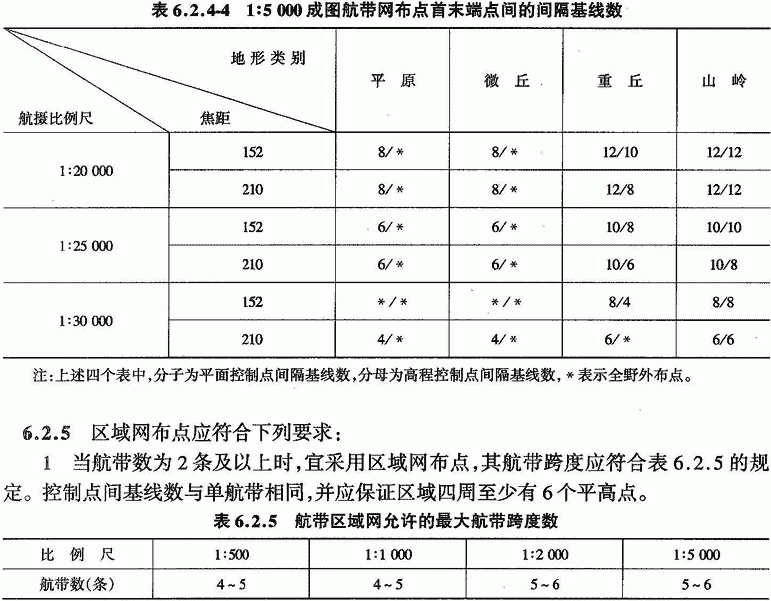 表 6.2.4-4 1:5 000 成图航带网布点首末端点间的间隔基线数
地形类别 平 原 微 丘 重 丘 山 岭
航摄比例尺 焦距
1:20 000 152 8/* 8/* 12/10 12/12
210 8/* 8/* 12/8 12/12
1:25 000 152 6/* 6/* 10/8 10/10
210 6/* 6/* 10/6 10/8
1:30 000 152 */* */* 8/4 8/8
210 4/* 4/* 6/* 6/6
注:上述四个表中,分子为平面控制点间隔基线数,分母为高程控制点间隔基线数,*表示全野外布点。
6.2.5 区域网布点应符合下列要求:
1 当航带数为 2 条及以上时,宜采用区域网布点,其航带跨度应符合表 6.2.5 的规
定。控制点间基线数与单航带相同,并应保证区域四周至少有 6 个平高点。
表 6.2.5 航带区域网允许的最大航带跨度数
比 例 尺 1:500 1:1 000 1:2 000 1:5 000
航带数(条) 4~5 4~5 5~6 5~6